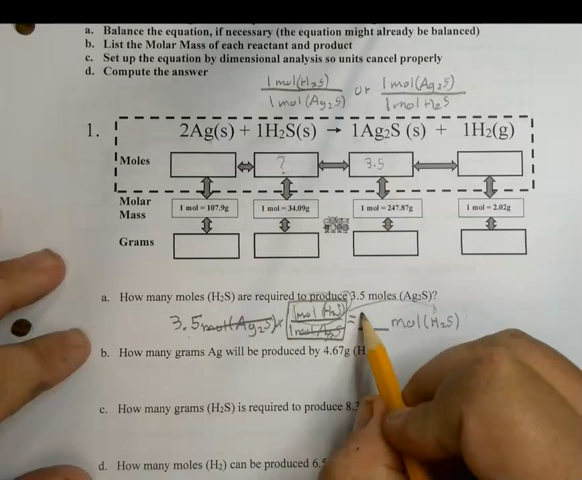 a. Balance the equation, if necessary (the equation might already be balanced)
b. List the Molar Mass of each reactant and product
c. Set up the equation by dimensional analysis so units cancel properly
d. Compute the answer
1 mol (H2S) or 1 mol (Ag2S)
1 mol (Ag2S) 1 mol H2S
1. 2Ag(s) + 1H2S(s) → 1Ag2S (s) + 1H2(g)
Moles ? 3.5
Molar Mass
1 mol = 107.9g 1 mol = 34.09g 1 mol = 247.87g 1 mol = 2.02g
Grams
a. How many moles (H2S) are required to produce 3.5 moles (Ag2S)?
3.5 mol (Ag2S) x 1 mol (H2S) = __ mol (H2S)
1 mol Ag2S
b. How many grams Ag will be produced by 4.67g (H
c. How many grams (H2S) is required to produce 8.
d. How many moles (H2) can be produced 6.